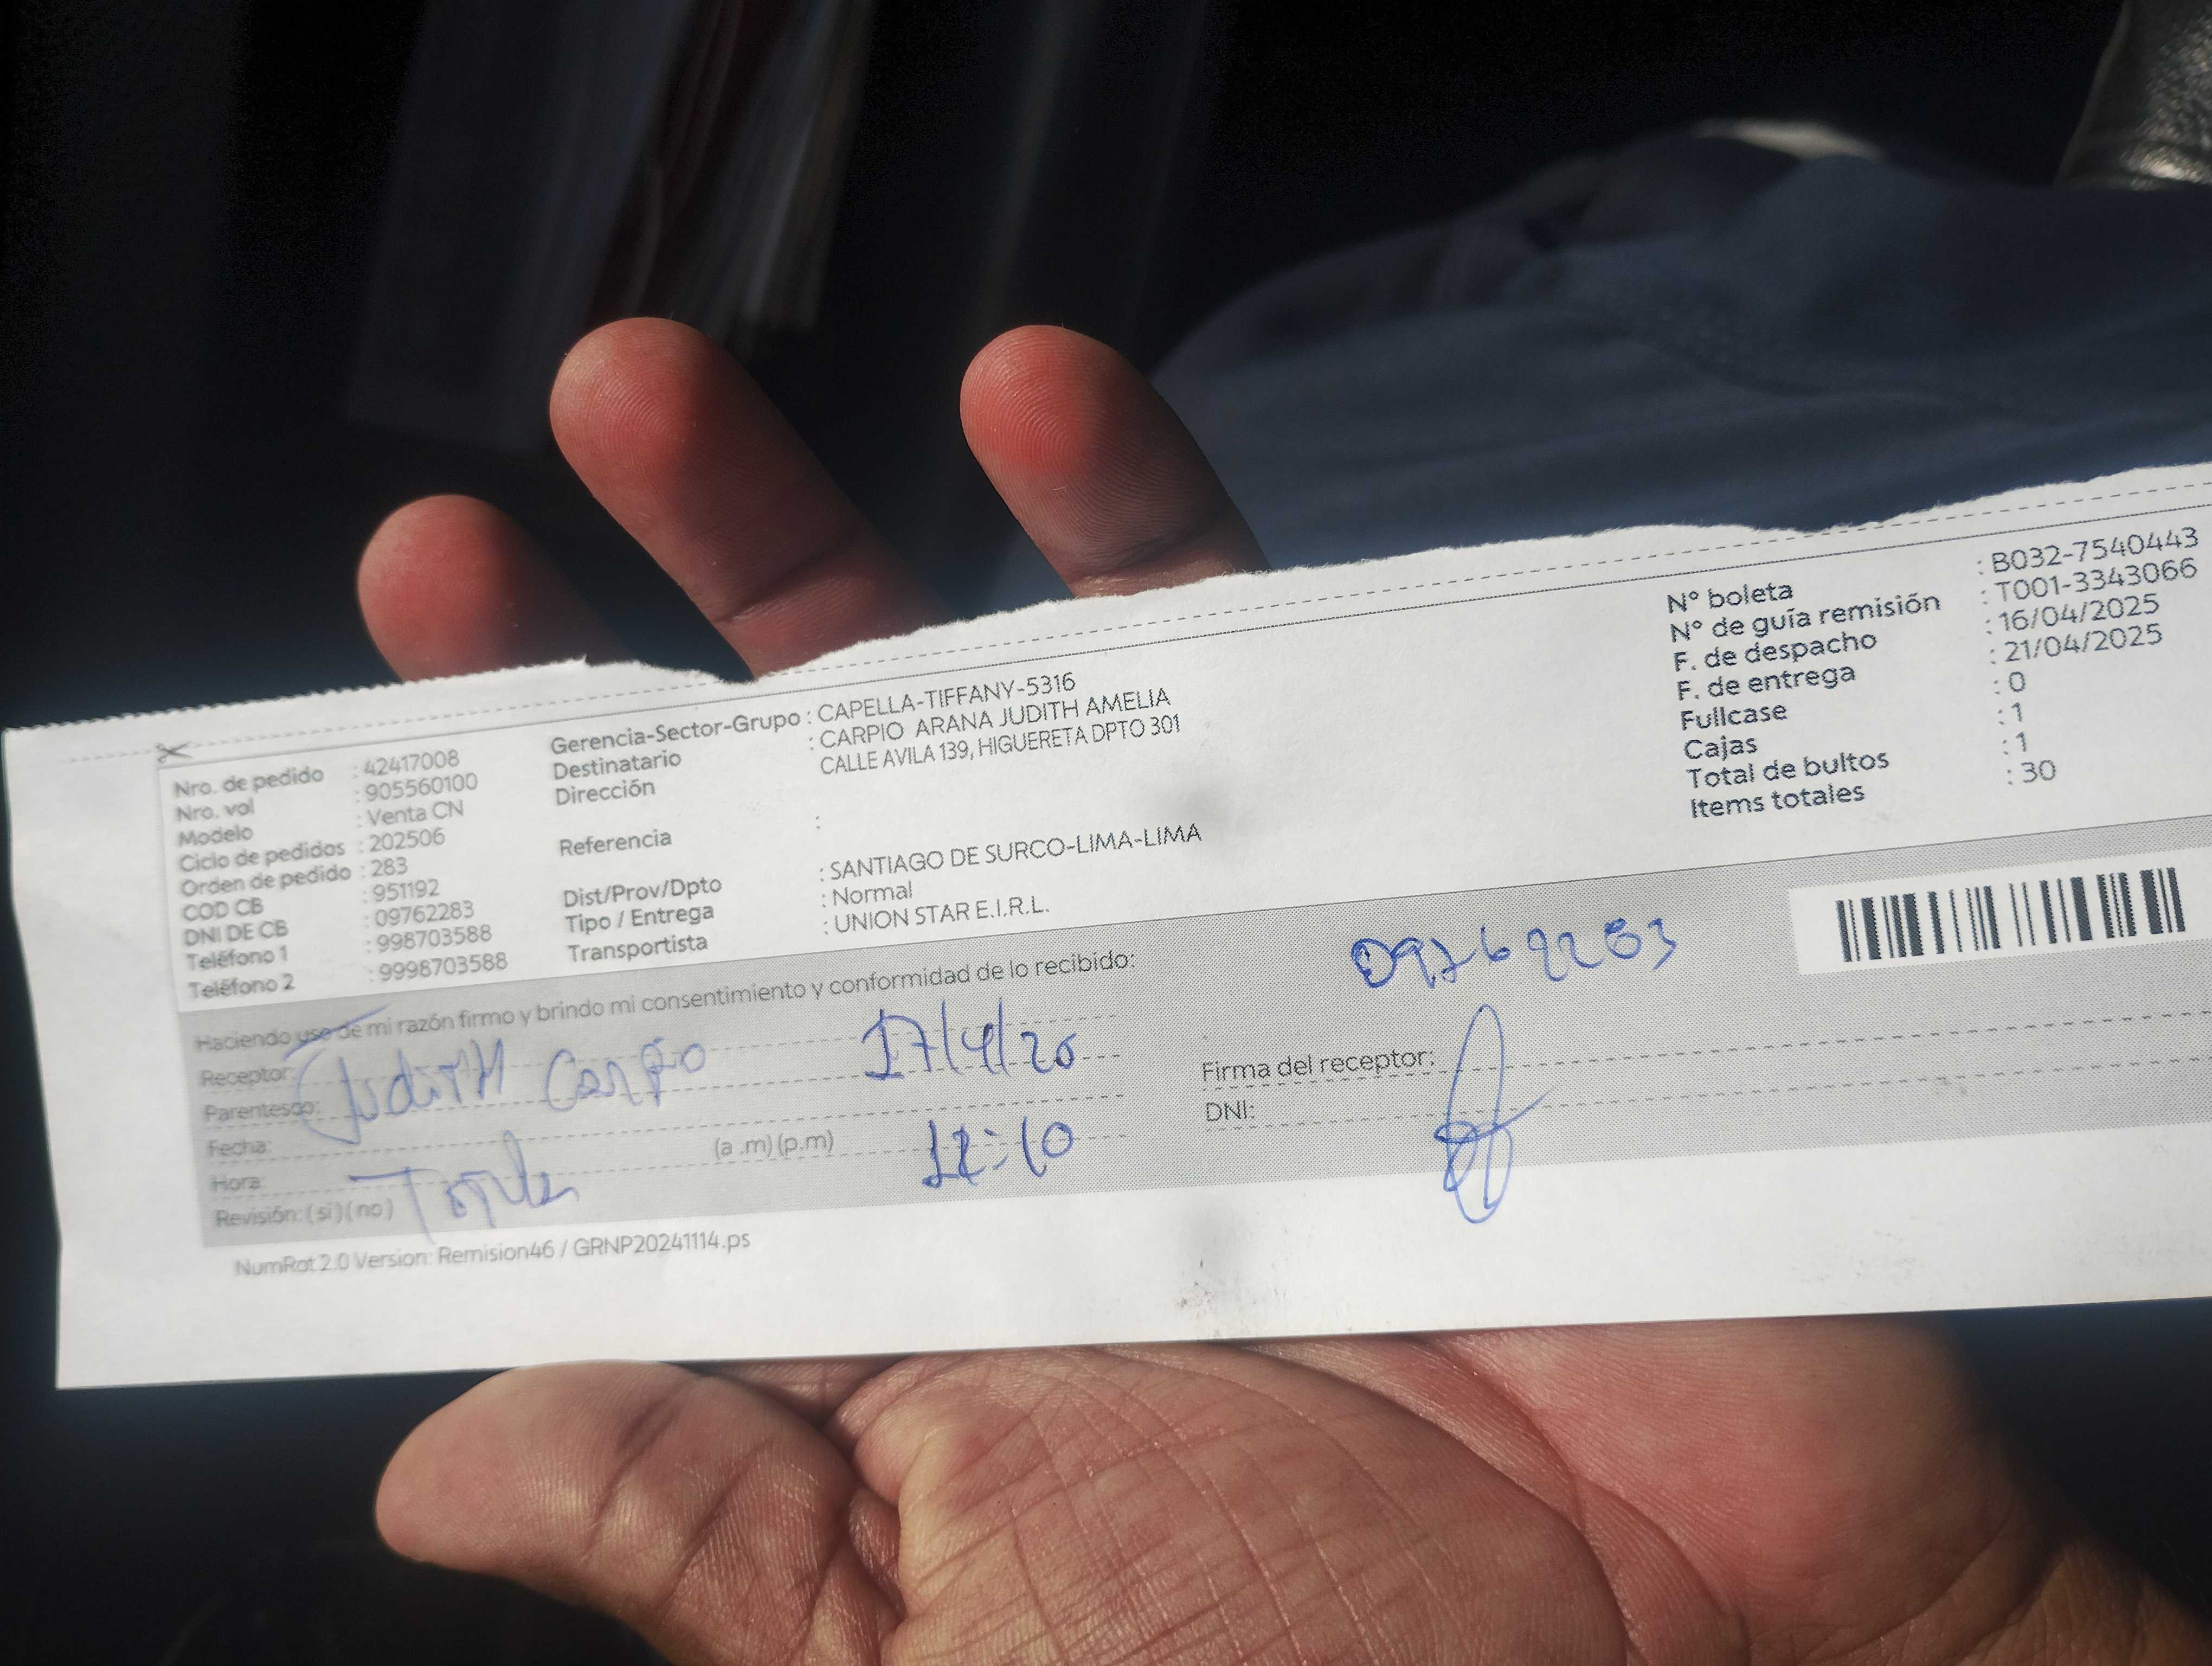 Nro. de pedido : 42417008
Nro. vol : 905560100
Modelo : Venta CN
Ciclo de pedidos : 202506
Orden de pedido : 283
COD CB : 951192
DNI DE CB : 09762283
Teléfono 1 : 998703588
Teléfono 2 : 9998703588
Gerencia-Sector-Grupo : CAPELLA-TIFFANY-5316
Destinatario : CARPIO ARANA JUDITH AMELIA
Dirección CALLE AVILA 139, HIGUERETA DPTO 301
Referencia :
Dist/Prov/Dpto : SANTIAGO DE SURCO-LIMA-LIMA
Tipo / Entrega : Normal
Transportista : UNION STAR E.I.R.L.
N° boleta : B032-7540443
N° de guía remisión : T001-3343066
F. de despacho : 16/04/2025
F. de entrega : 21/04/2025
Fullcase : 0
Cajas : 1
Total de bultos : 1
Items totales : 30
Haciendo uso de mi razón firmo y brindo mi consentimiento y conformidad de lo recibido:
Receptor: Judith Carpio
Parentesco:
Fecha: 17/4/
Hora: (a .m) (p.m) :10
Revisión: ( si ) ( no )
Firma del receptor:
DNI:
NumRot 2.0 Version: Remision46 / GRNP20241114.ps